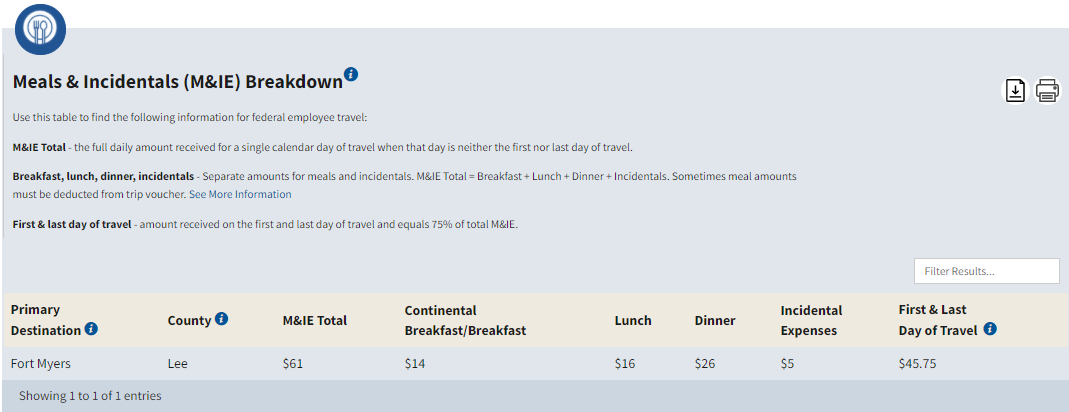 Meals & Incidentals (M&IE) Breakdown
Use this table to find the following information for federal employee travel:
M&IE Total - the full daily amount received for a single calendar day of travel when that day is neither the first nor last day of travel.
Breakfast, lunch, dinner, incidentals - Separate amounts for meals and incidentals. M&IE Total = Breakfast + Lunch + Dinner + Incidentals. Sometimes meal amounts
must be deducted from trip voucher. See More Information
First & last day of travel - amount received on the first and last day of travel and equals 75% of total M&IE.
Filter Results...
Primary Destination County M&IE Total Continental Breakfast/Breakfast Lunch Dinner Incidental Expenses First & Last Day of Travel
Fort Myers Lee $61 $14 $16 $26 $5 $45.75
Showing 1 to 1 of 1 entries